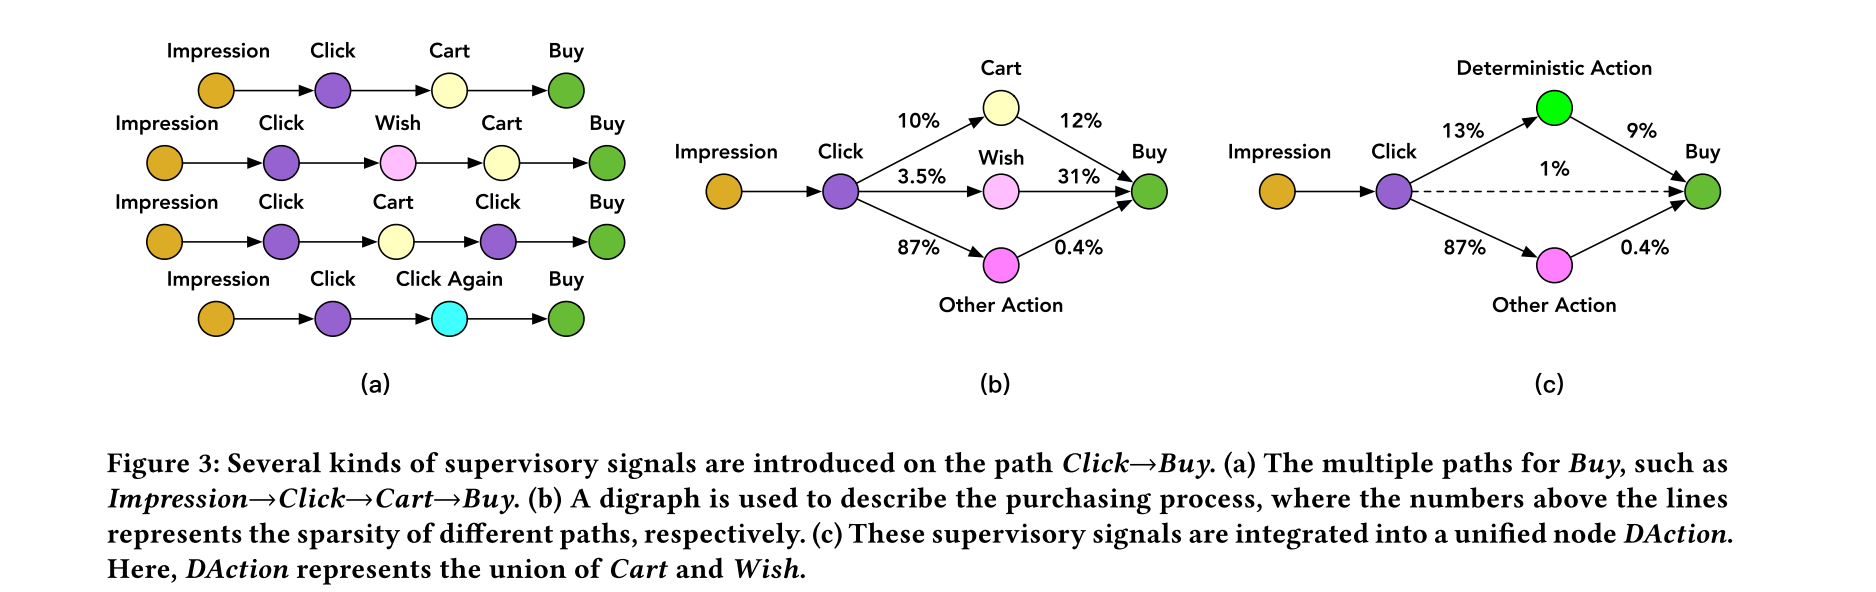 Impression Click Cart Buy
Impression Click Wish Cart Buy
Impression Click Cart Click Buy
Impression Click Click Again Buy
(a)
Cart
10% 12%
Impression Click Wish Buy
3.5% 31%
87% 0.4%
Other Action
(b)
Deterministic Action
13% 9%
Impression Click Buy
1%
87% 0.4%
Other Action
(c)
Figure 3: Several kinds of supervisory signals are introduced on the path Click→Buy. (a) The multiple paths for Buy, such as
Impression→Click→Cart→Buy. (b) A digraph is used to describe the purchasing process, where the numbers above the lines
represents the sparsity of different paths, respectively. (c) These supervisory signals are integrated into a unified node DAction.
Here, DAction represents the union of Cart and Wish.